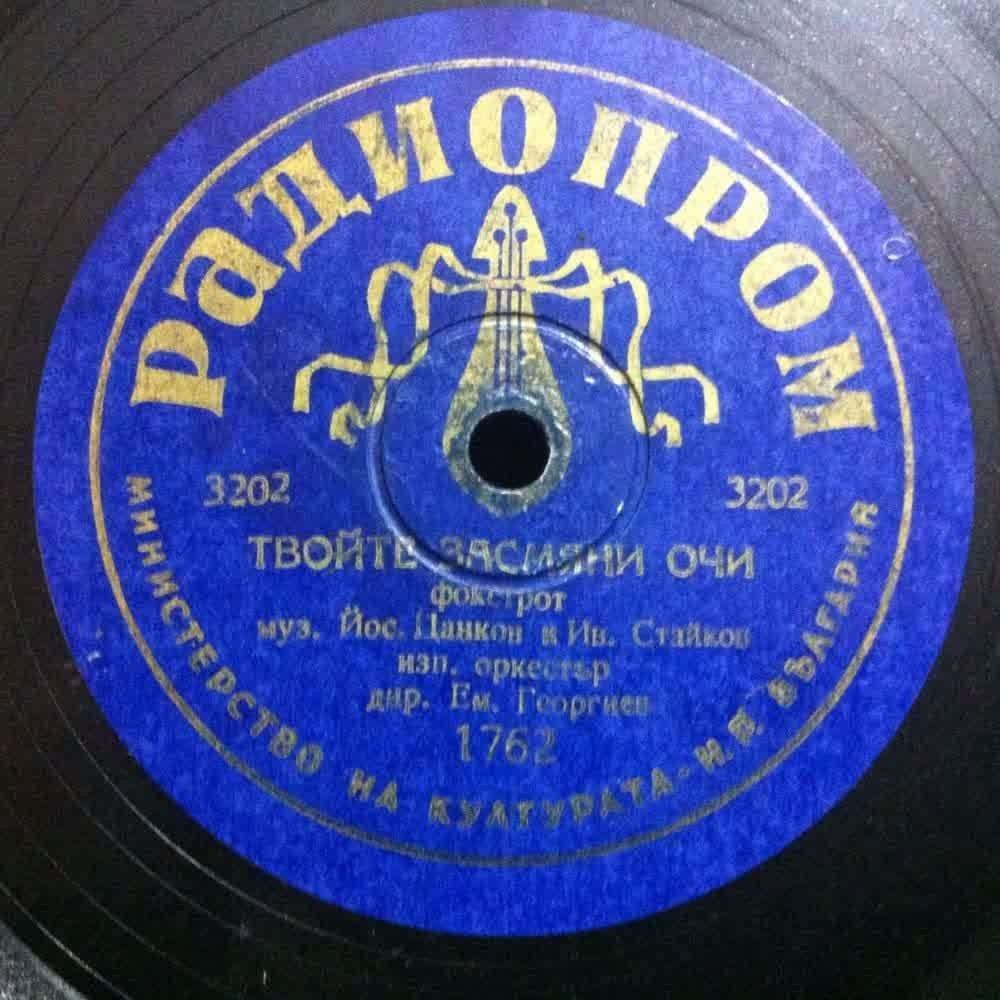 РАДИОПРОМ
3202 3202
ТВОЙТЕ ЗАСМЯНИ ОЧИ
фокстрот
муз. Йос. Цанков и Ив. Стайков
изп. оркестър
дир. Ем. Георгиев
1762
МИНИСТЕРСТВО НА КУЛТУРАТА - Н. Р. БЪЛГАРИЯ